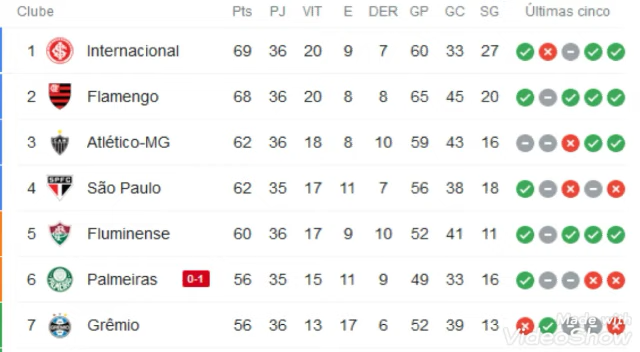 Clube Pts PJ VIT E DER GP GC SG Últimas cinco
1 Internacional 69 36 20 9 7 60 33 27
2 Flamengo 68 36 20 8 8 65 45 20
3 Atlético-MG 62 36 18 8 10 59 43 16
4 SPFC São Paulo 62 35 17 11 7 56 38 18
5 Fluminense 60 36 17 9 10 52 41 11
6 Palmeiras 0-1 56 35 15 11 9 49 33 16
7 Grêmio 56 36 13 17 6 52 39 13
Made with
VideoShow